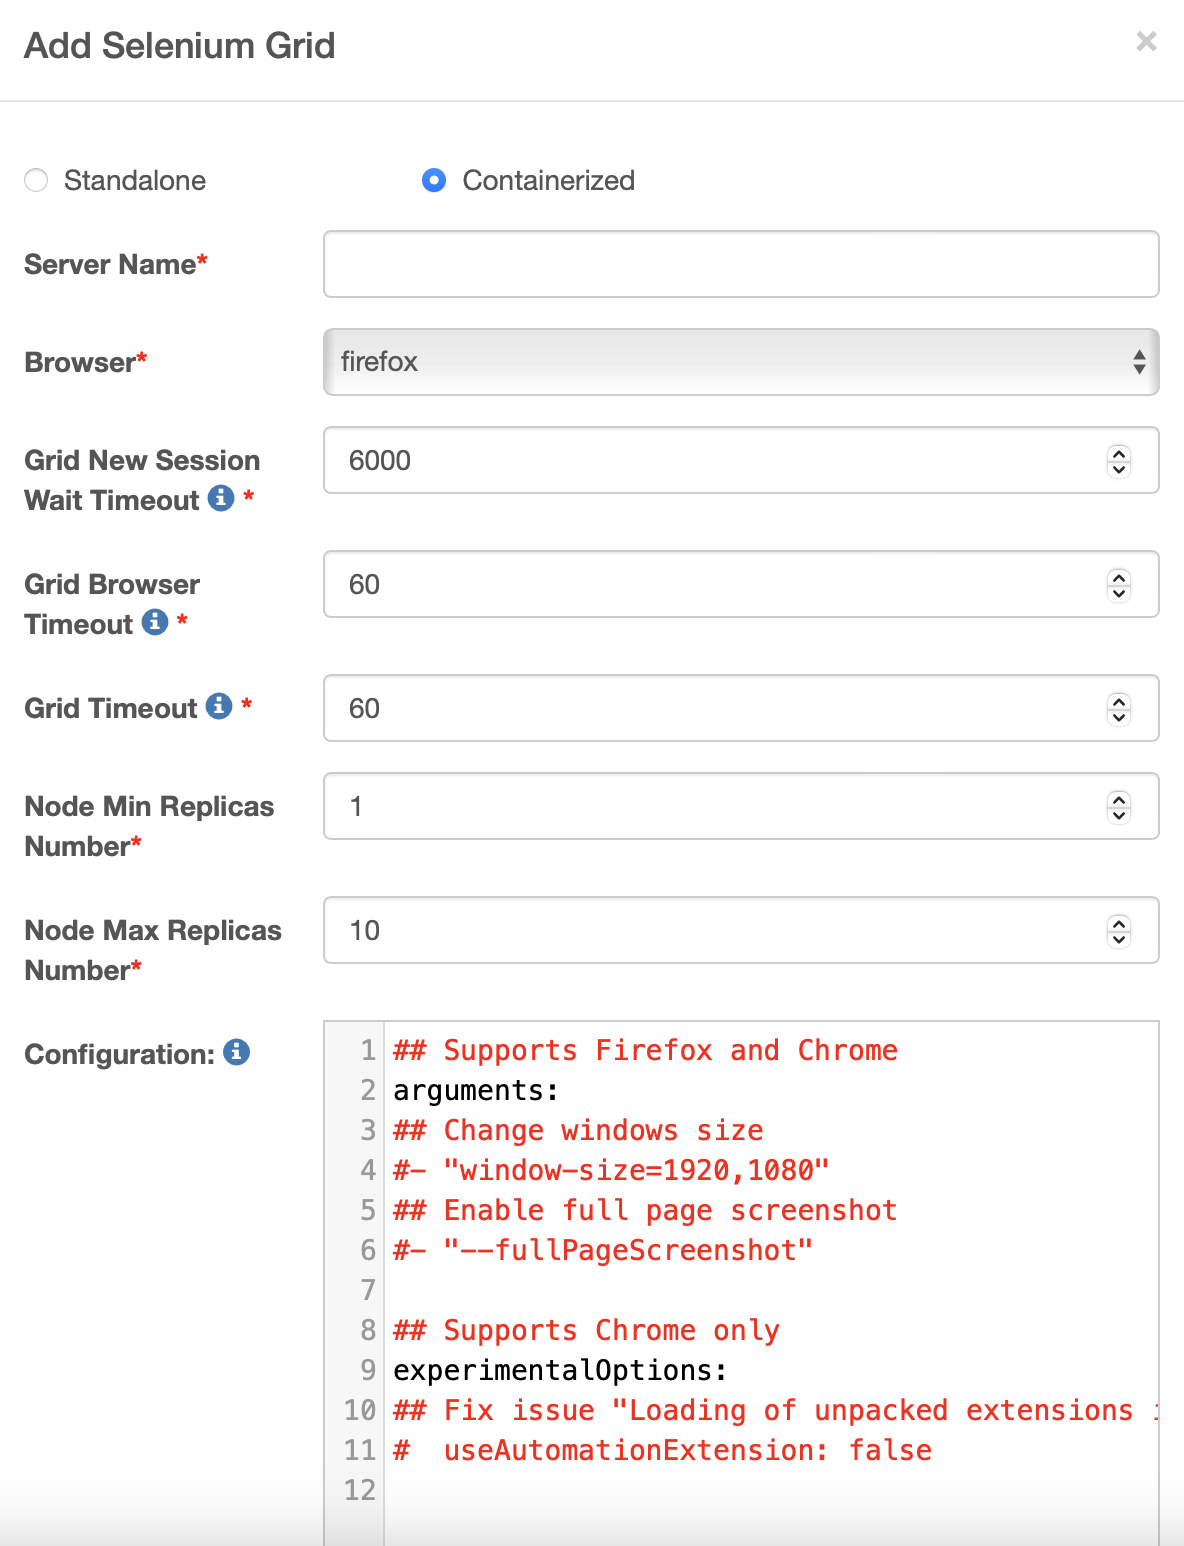 Add Selenium Grid
×
Standalone
Containerized
Server Name*
Browser*
firefox
Grid New Session
Wait Timeout *
6000
Grid Browser
Timeout *
60
Grid Timeout *
60
Node Min Replicas
Number*
1
Node Max Replicas
Number*
10
Configuration:
1 ## Supports Firefox and Chrome
2 arguments:
3 ## Change windows size
4 #- "window-size=1920,1080"
5 ## Enable full page screenshot
6 #- "--fullPageScreenshot"
7
8 ## Supports Chrome only
9 experimentalOptions:
10 ## Fix issue "Loading of unpacked extensions
11 #  useAutomationExtension: false
12